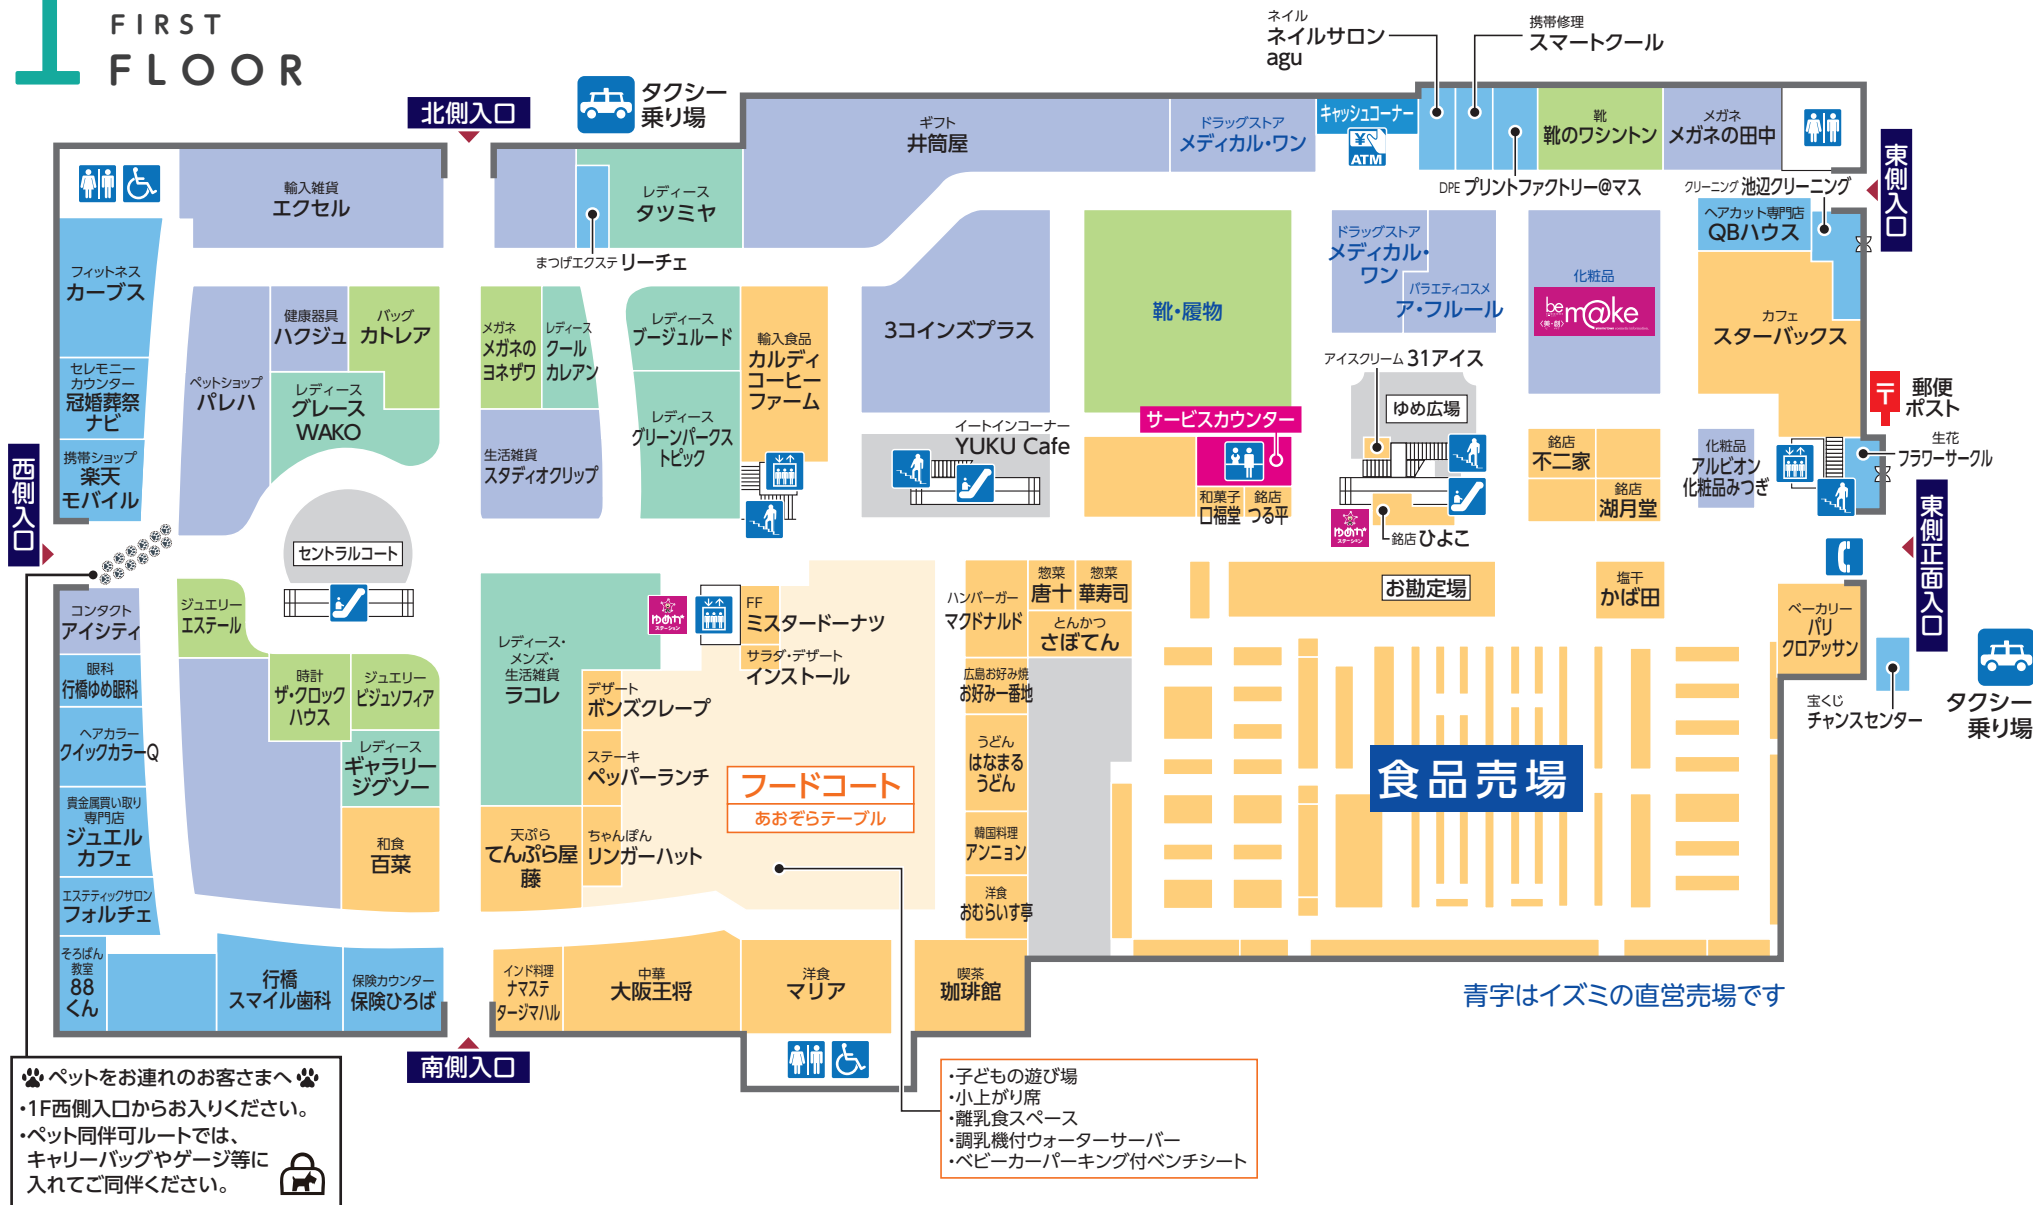 1
FIRST
FLOOR
北側入口
タクシー
乗り場
ネイル
ネイルサロン
agu
携帯修理
スマートクール
輸入雑貨
エクセル
レディース
タツミヤ
まつげエクステ リーチェ
ギフト
井筒屋
ドラッグストア
メディカル・ワン
キャッシュコーナー
ATM
靴
靴のワシントン
メガネ
メガネの田中
DPE プリントファクトリー@マス
クリーニング 池辺クリーニング
東側入口
ヘアカット専門店
QBハウス
フィットネス
カーブス
セレモニー
カウンター
冠婚葬祭
ナビ
携帯ショップ
楽天
モバイル
西側入口
ペットショップ
パレハ
健康器具
ハクジュ
バッグ
カトレア
レディース
グレース
WAKO
メガネ
メガネの
ヨネザワ
レディース
クール
カレアン
生活雑貨
スタディオクリップ
レディース
ブージュルード
レディース
グリーンパークス
トピック
輸入食品
カルディ
コーヒー
ファーム
3コインズプラス
イートインコーナー
YUKU Cafe
靴・履物
サービスカウンター
和菓子
口福堂
銘店
つる平
ドラッグストア
メディカル・
ワン
バラエティコスメ
ア・フルール
アイスクリーム 31アイス
ゆめ広場
ゆめか
ステーション
銘店 ひよこ
化粧品
be m@ke
銘店
不二家
銘店
湖月堂
カフェ
スターバックス
化粧品
アルビオン
化粧品みつぎ
郵便
ポスト
生花
フラワーサークル
東側正面入口
セントラルコート
コンタクト
アイシティ
眼科
行橋ゆめ眼科
ヘアカラー
クイックカラーQ
貴金属買い取り
専門店
ジュエル
カフェ
エステティックサロン
フォルチェ
そろばん
教室
88
くん
行橋
スマイル歯科
保険カウンター
保険ひろば
ジュエリー
エステール
時計
ザ・クロック
ハウス
ジュエリー
ビジュソフィア
レディース
ギャラリー
ジグソー
和食
百菜
レディース・
メンズ・
生活雑貨
ラコレ
ゆめか
ステーション
FF
ミスタードーナツ
サラダ・デザート
インストール
デザート
ボンズクレープ
ステーキ
ペッパーランチ
天ぷら
てんぷら屋
藤
ちゃんぽん
リンガーハット
フードコート
あおぞらテーブル
ハンバーガー
マクドナルド
惣菜
唐十
惣菜
華寿司
とんかつ
さぼてん
広島お好み焼
お好み一番地
うどん
はなまる
うどん
韓国料理
アンニョン
洋食
おむらいす亭
お勘定場
塩干
かば田
ベーカリー
パリ
クロアッサン
宝くじ
チャンスセンター
タクシー
乗り場
食品売場
インド料理
ナマステ
タージマハル
中華
大阪王将
洋食
マリア
喫茶
珈琲館
南側入口
青字はイズミの直営売場です
ペットをお連れのお客さまへ
・1F西側入口からお入りください。
・ペット同伴可ルートでは、
キャリーバッグやゲージ等に
入れてご同伴ください。
・子どもの遊び場
・小上がり席
・離乳食スペース
・調乳機付ウォーターサーバー
・ベビーカーパーキング付ベンチシート